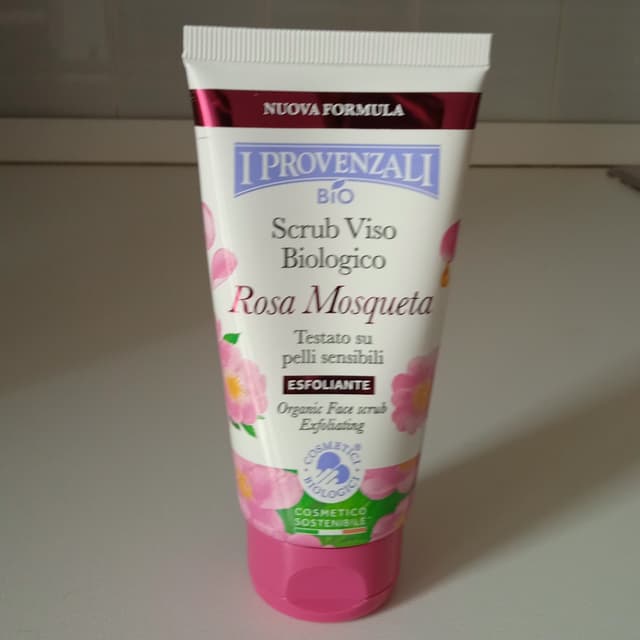 NUOVA FORMULA
I PROVENZALI
BIO
Scrub Viso
Biologico
Rosa Mosqueta
Testato su
pelli sensibili
ESFOLIANTE
Organic Face scrub
Exfoliating
COSMETICI
BIOLOGICI
COSMETICO
SOSTENIBILE